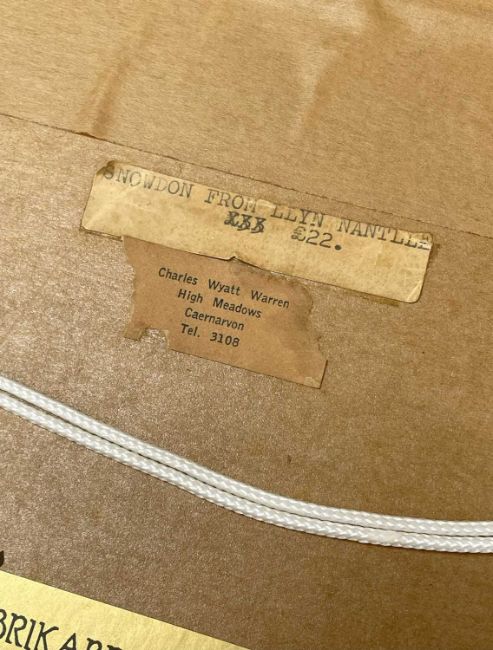 SNOWDON FROM LLYN NANTLLE
£22.
Charles Wyatt Warren
High Meadows
Caernarvon
Tel. 3108